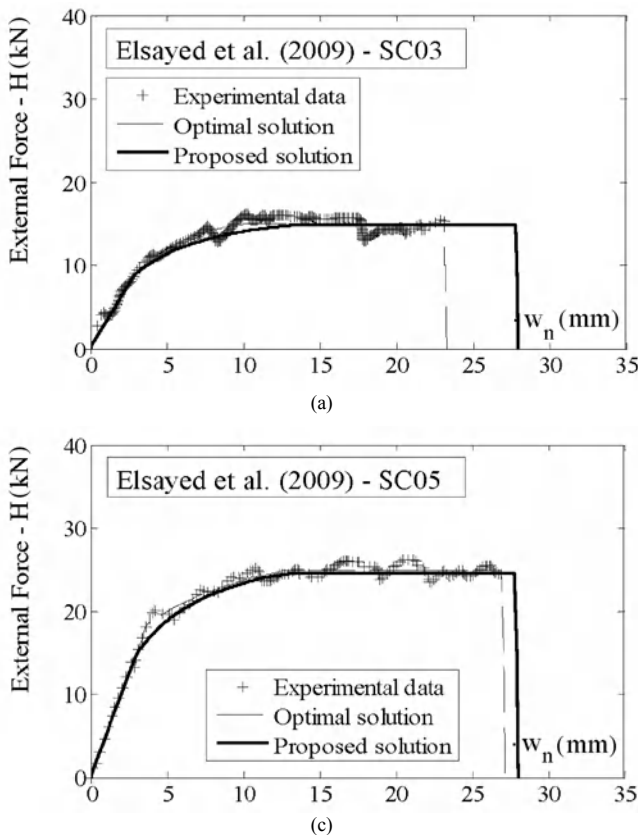 40
Elsayed et al. (2009) - SC03
Experimental data
Optimal solution
Proposed solution
External Force - H (kN)
30
20
10
0
w_n (mm)
0 5 10 15 20 25 30 35
(a)
40
Elsayed et al. (2009) - SC05
External Force - H (kN)
30
20
10
0
Experimental data
Optimal solution
Proposed solution
w_n (mm)
0 5 10 15 20 25 30 35
(c)